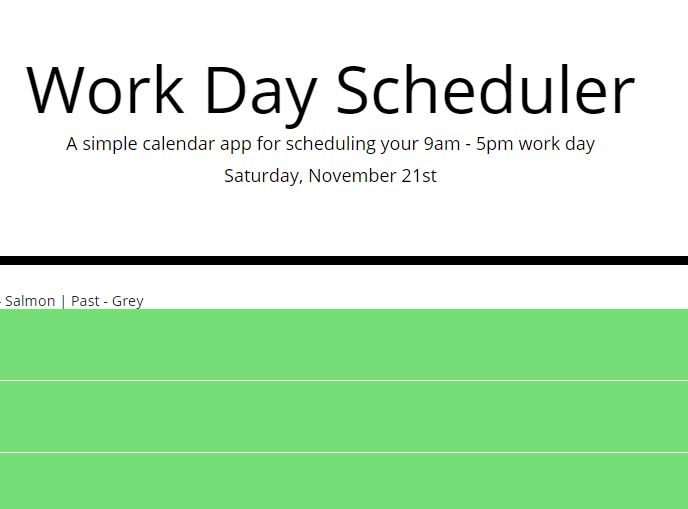 Work Day Scheduler
A simple calendar app for scheduling your 9am - 5pm work day
Saturday, November 21st
- Salmon | Past - Grey